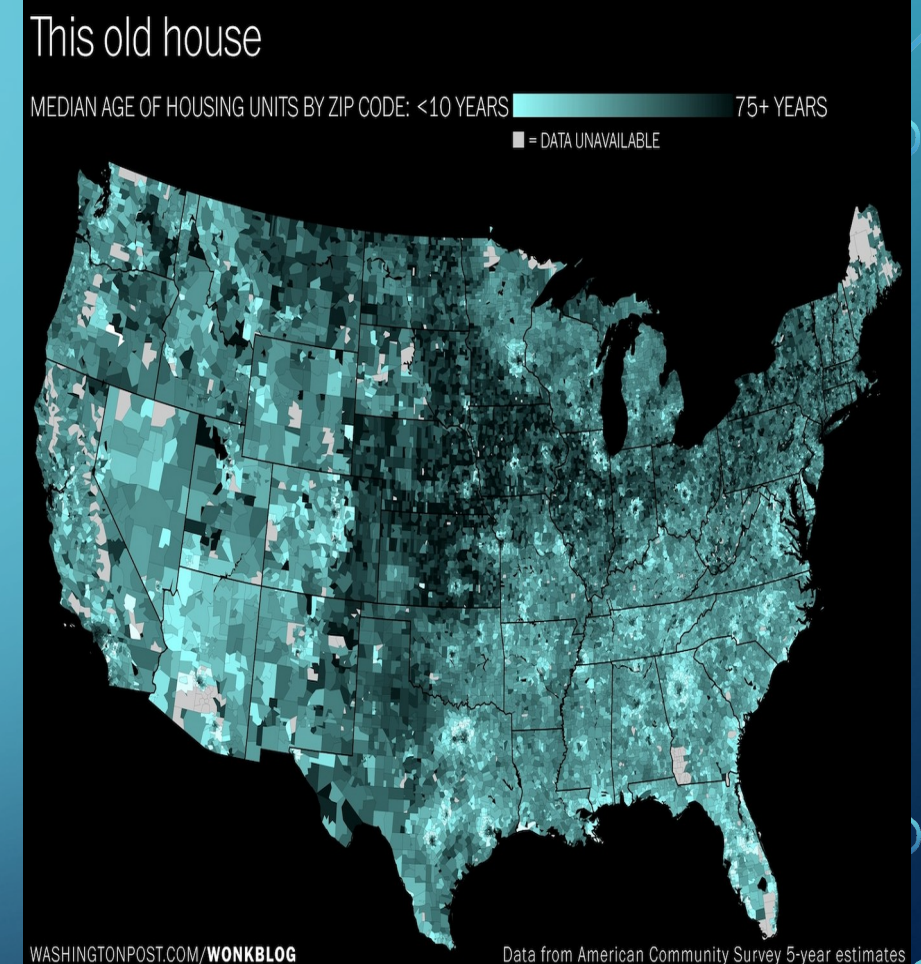 This old house
MEDIAN AGE OF HOUSING UNITS BY ZIP CODE: <10 YEARS 75+ YEARS
= DATA UNAVAILABLE
WASHINGTONPOST.COM/WONKBLOG
Data from American Community Survey 5-year estimates